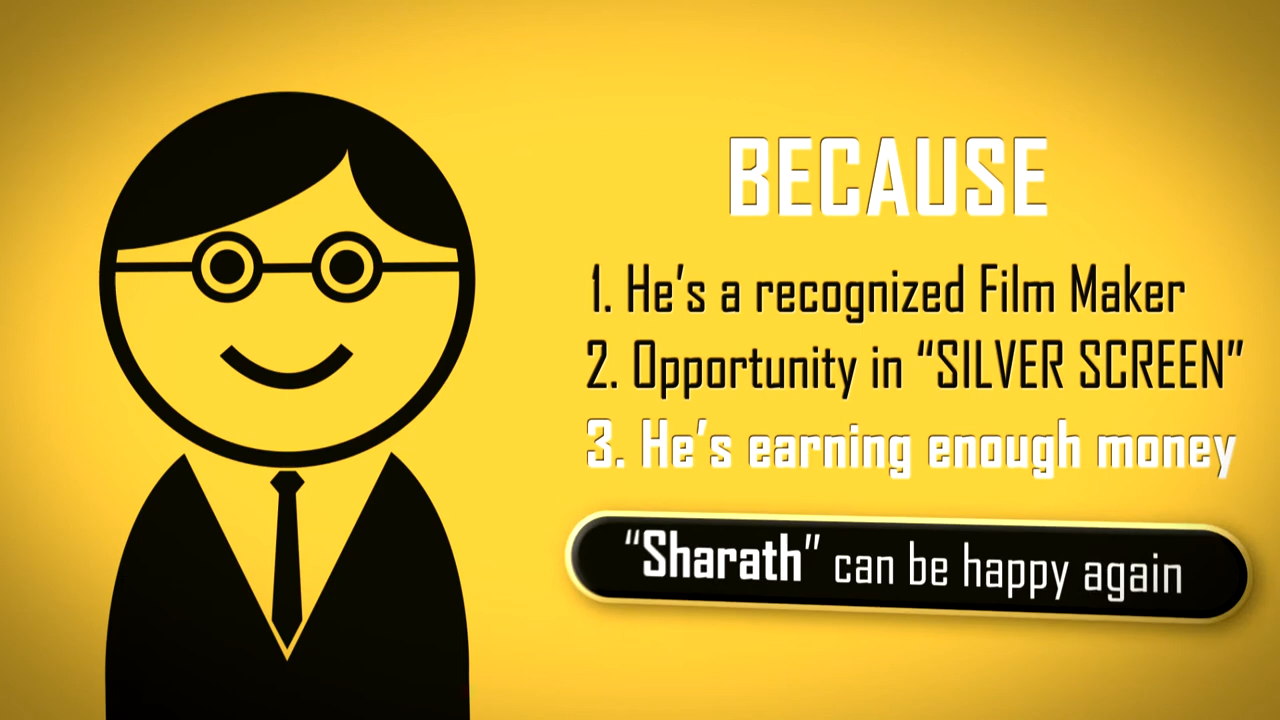 BECAUSE
1. He's a recognized Film Maker
2. Opportunity in “SILVER SCREEN”
3. He's earning enough money
“Sharath” can be happy again